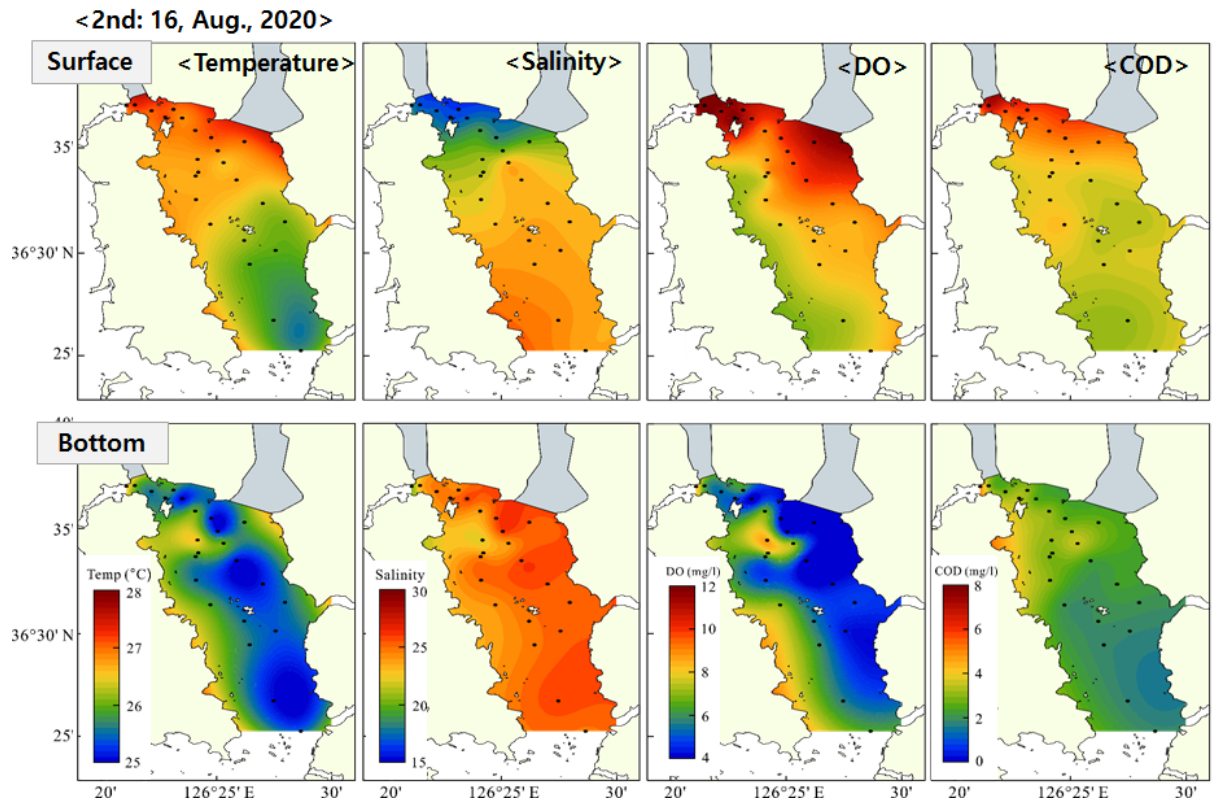 <2nd: 16, Aug., 2020>
Surface
<Temperature>
<Salinity>
<DO>
<COD>
35'
36°30' N
25'
Bottom
35'
36°30' N
25'
Temp (°C)
28
27
26
25
Salinity
30
25
20
15
DO (mg/l)
12
10
8
6
4
COD (mg/l)
8
6
4
2
0
20' 126°25' E 30' 20' 126°25' E 30' 20' 126°25' E 30' 20' 126°25' E 30'